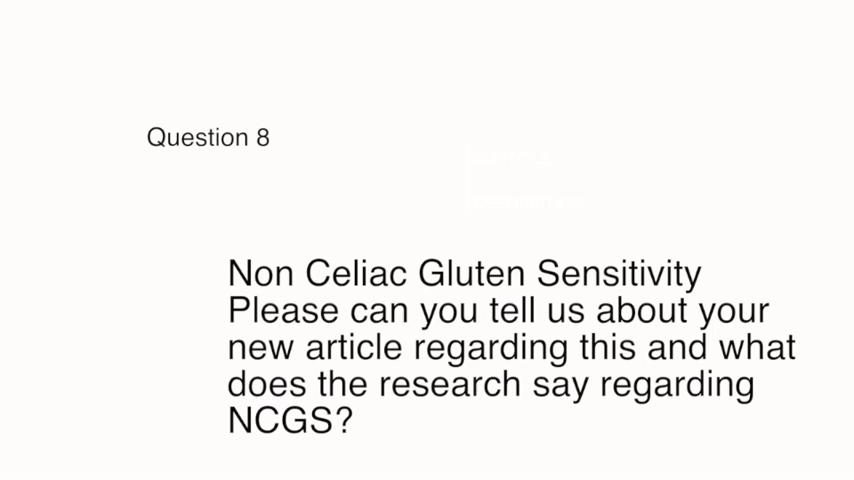 Question 8
Non Celiac Gluten Sensitivity
Please can you tell us about your
new article regarding this and what
does the research say regarding
NCGS?